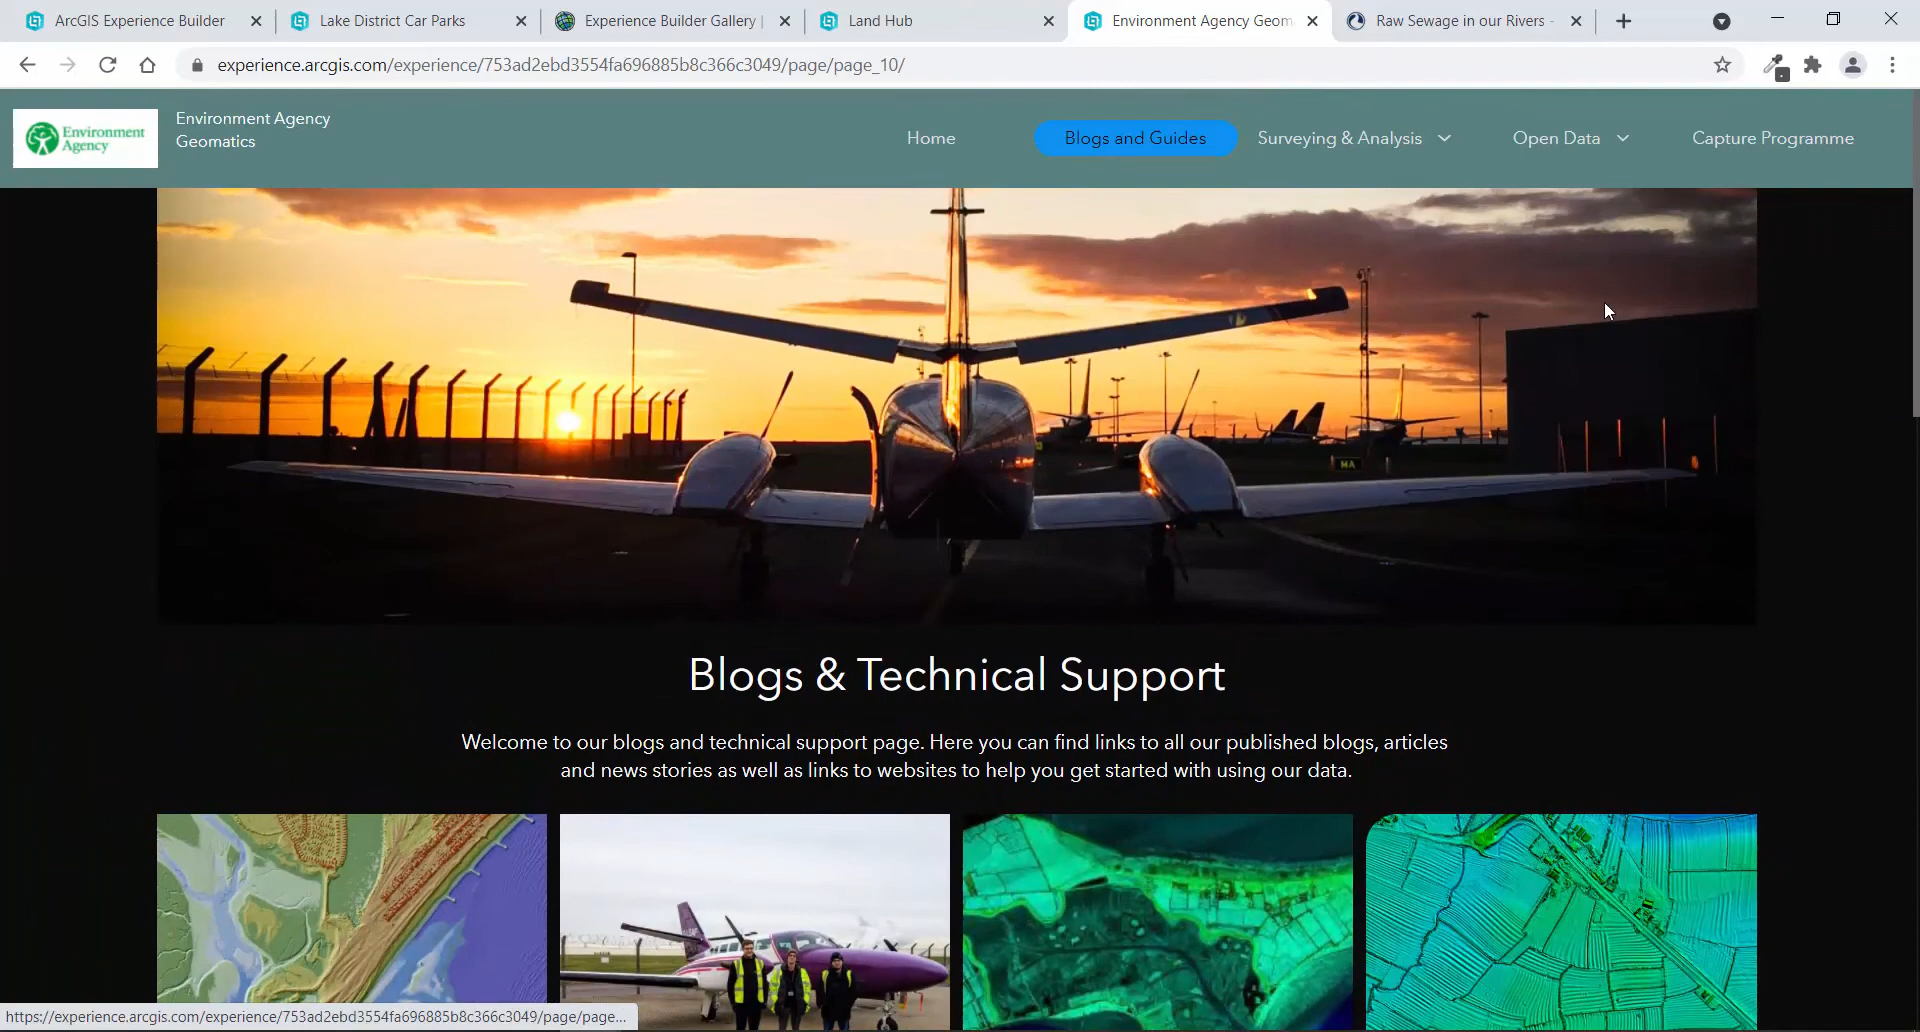 ArcGIS Experience Builder
Lake District Car Parks
Experience Builder Gallery |
Land Hub
Environment Agency Geom
Raw Sewage in our Rivers -
experience.arcgis.com/experience/753ad2ebd3554fa696885b8c366c3049/page/page_10/
Environment
Agency
Environment Agency
Geomatics
Home
Blogs and Guides
Surveying & Analysis
Open Data
Capture Programme
MA
Blogs & Technical Support
Welcome to our blogs and technical support page. Here you can find links to all our published blogs, articles
and news stories as well as links to websites to help you get started with using our data.
https://experience.arcgis.com/experience/753ad2ebd3554fa696885b8c366c3049/page/page...